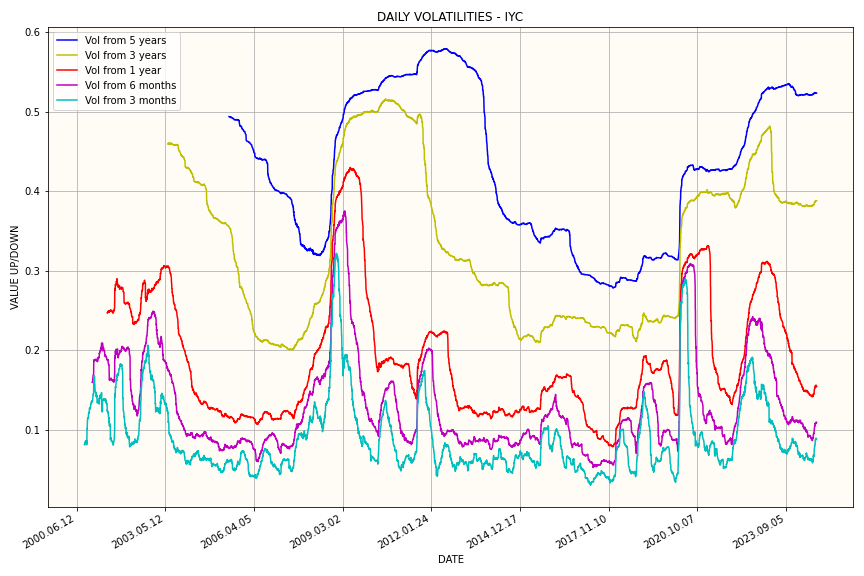 DAILY VOLATILITIES - IYC
Vol from 5 years
Vol from 3 years
Vol from 1 year
Vol from 6 months
Vol from 3 months
VALUE UP/DOWN
0.6
0.5
0.4
0.3
0.2
0.1
2000.06.12
2003.05.12
2006.04.05
2009.03.02
2012.01.24
2014.12.17
2017.11.10
2020.10.07
2023.09.05
DATE